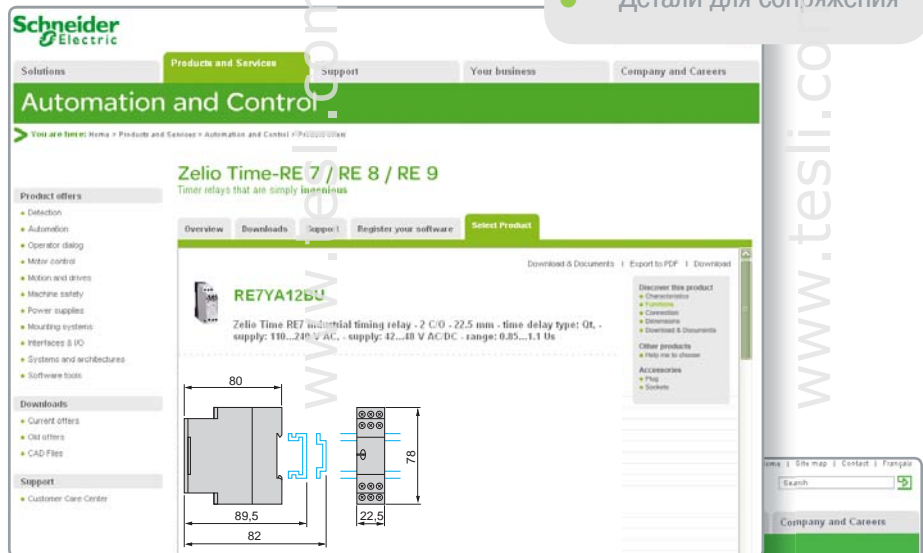 Детали для сопряжения
Schneider
Electric
Solutions
Products and Services
Support
Your business
Company and Careers
Automation and Control
You are here: Home > Products and Services > Automation and Control > Product offers
Zelio Time-RE 7 / RE 8 / RE 9
Timer relays that are simply ingenious
Product offers
Detection
Automation
Operator dialog
Motor control
Motion and drives
Machine safety
Power supplies
Mounting systems
Interfaces & I/O
Systems and architectures
Software tools
Downloads
Current offers
Old offers
CAD Files
Support
Customer Care Center
Overview
Downloads
Support
Register your software
Select Product
Download & Documents | Export to PDF | Download
RE7YA12BU
Zelio Time RE7 industrial timing relay - 2 C/O - 22.5 mm - time delay type: Qt, -
supply: 110...240 V AC, - supply: 42...48 V AC/DC - range: 0.85...1.1 Us
Discover this product
Characteristics
Functions
Connection
Dimensions
Download & Documents
Other products
Help me to choose
Accessories
Plug
Sockets
80
78
89,5
22,5
82
Site map | Contact | Français
Search
Company and Careers
www.tesli.com
www.tesli.co